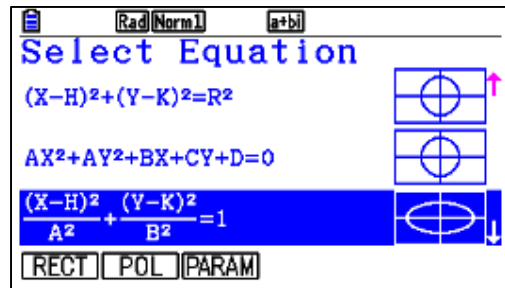 Rad Norm1 a+bi
Select Equation
(X−H)²+(Y−K)²=R²
AX²+AY²+BX+CY+D=0
(X−H)²/A²+(Y−K)²/B²=1
RECT POL PARAM